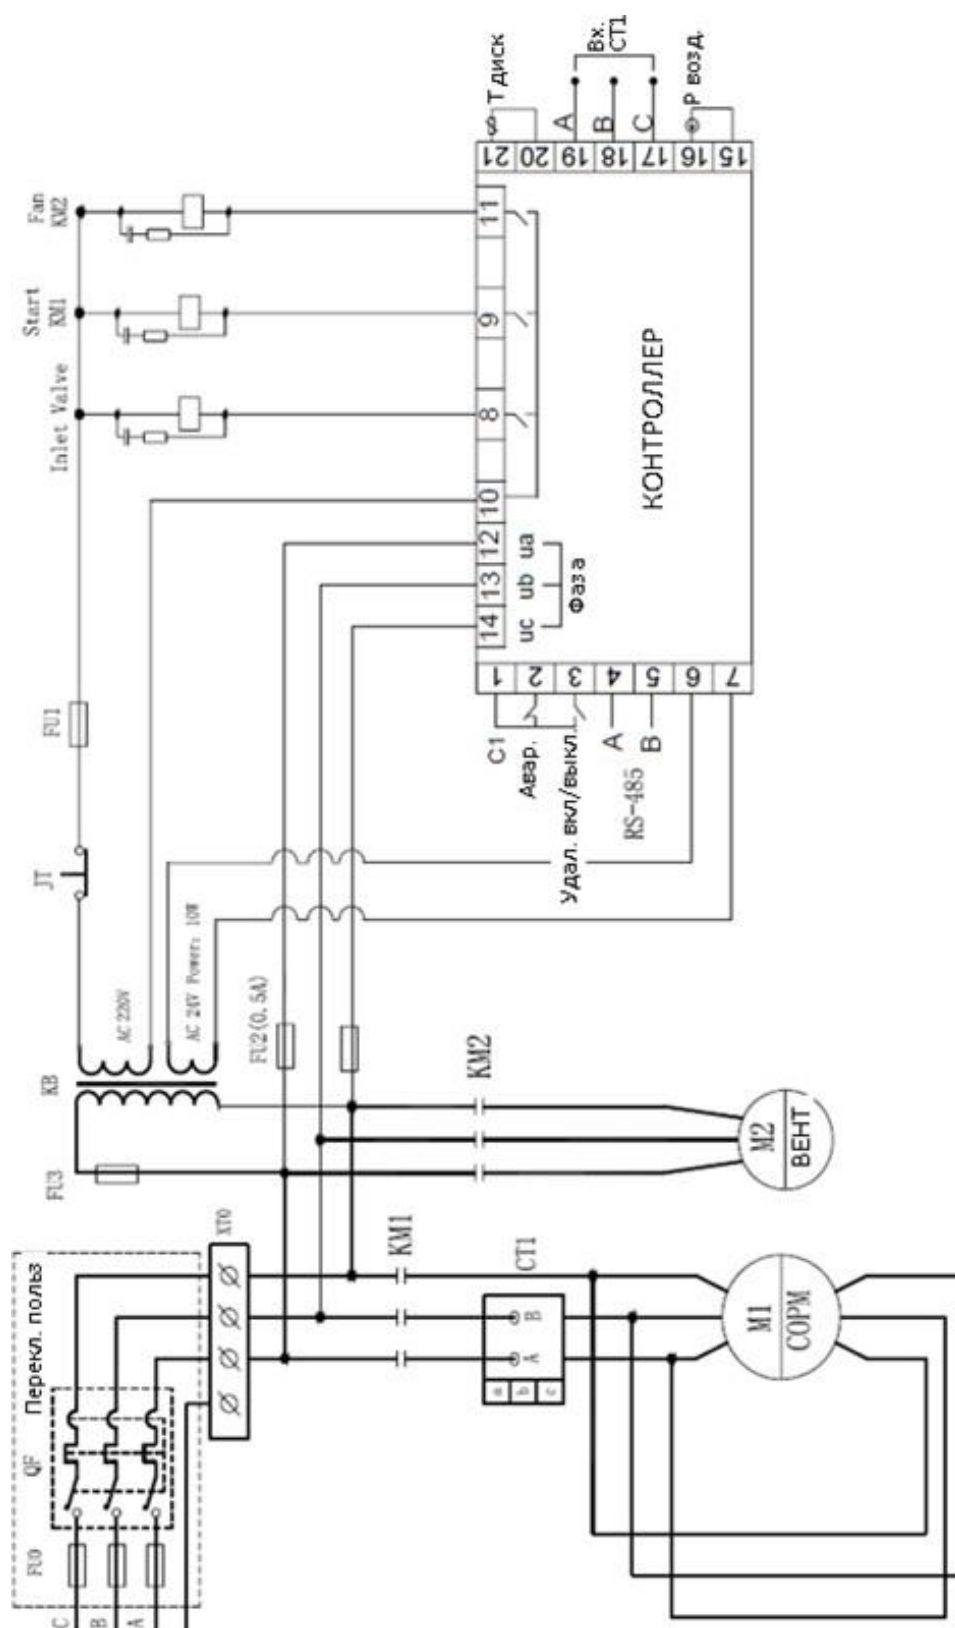 Fan
KM2
Start
KM1
Inlet Valve
FU1
JT
AC 220V
AC 24V Power: 10W
KB
FU3
FU2(0.5A)
Т диск
Вх.
СТ1
Р возд.
A
B
C
21
20
19
18
17
16
15
11
9
8
10
12
13
14
ua
ub
uc
Фаза
КОНТРОЛЛЕР
1
2
3
4
5
6
7
C1
Авар.
Удал. вкл/выкл.
A
B
RS-485
KM2
M2
ВЕНТ
XT0
KM1
CT1
B
A
a
b
c
M1
COPM
Перекл. польз
QF
FU0
C
B
A